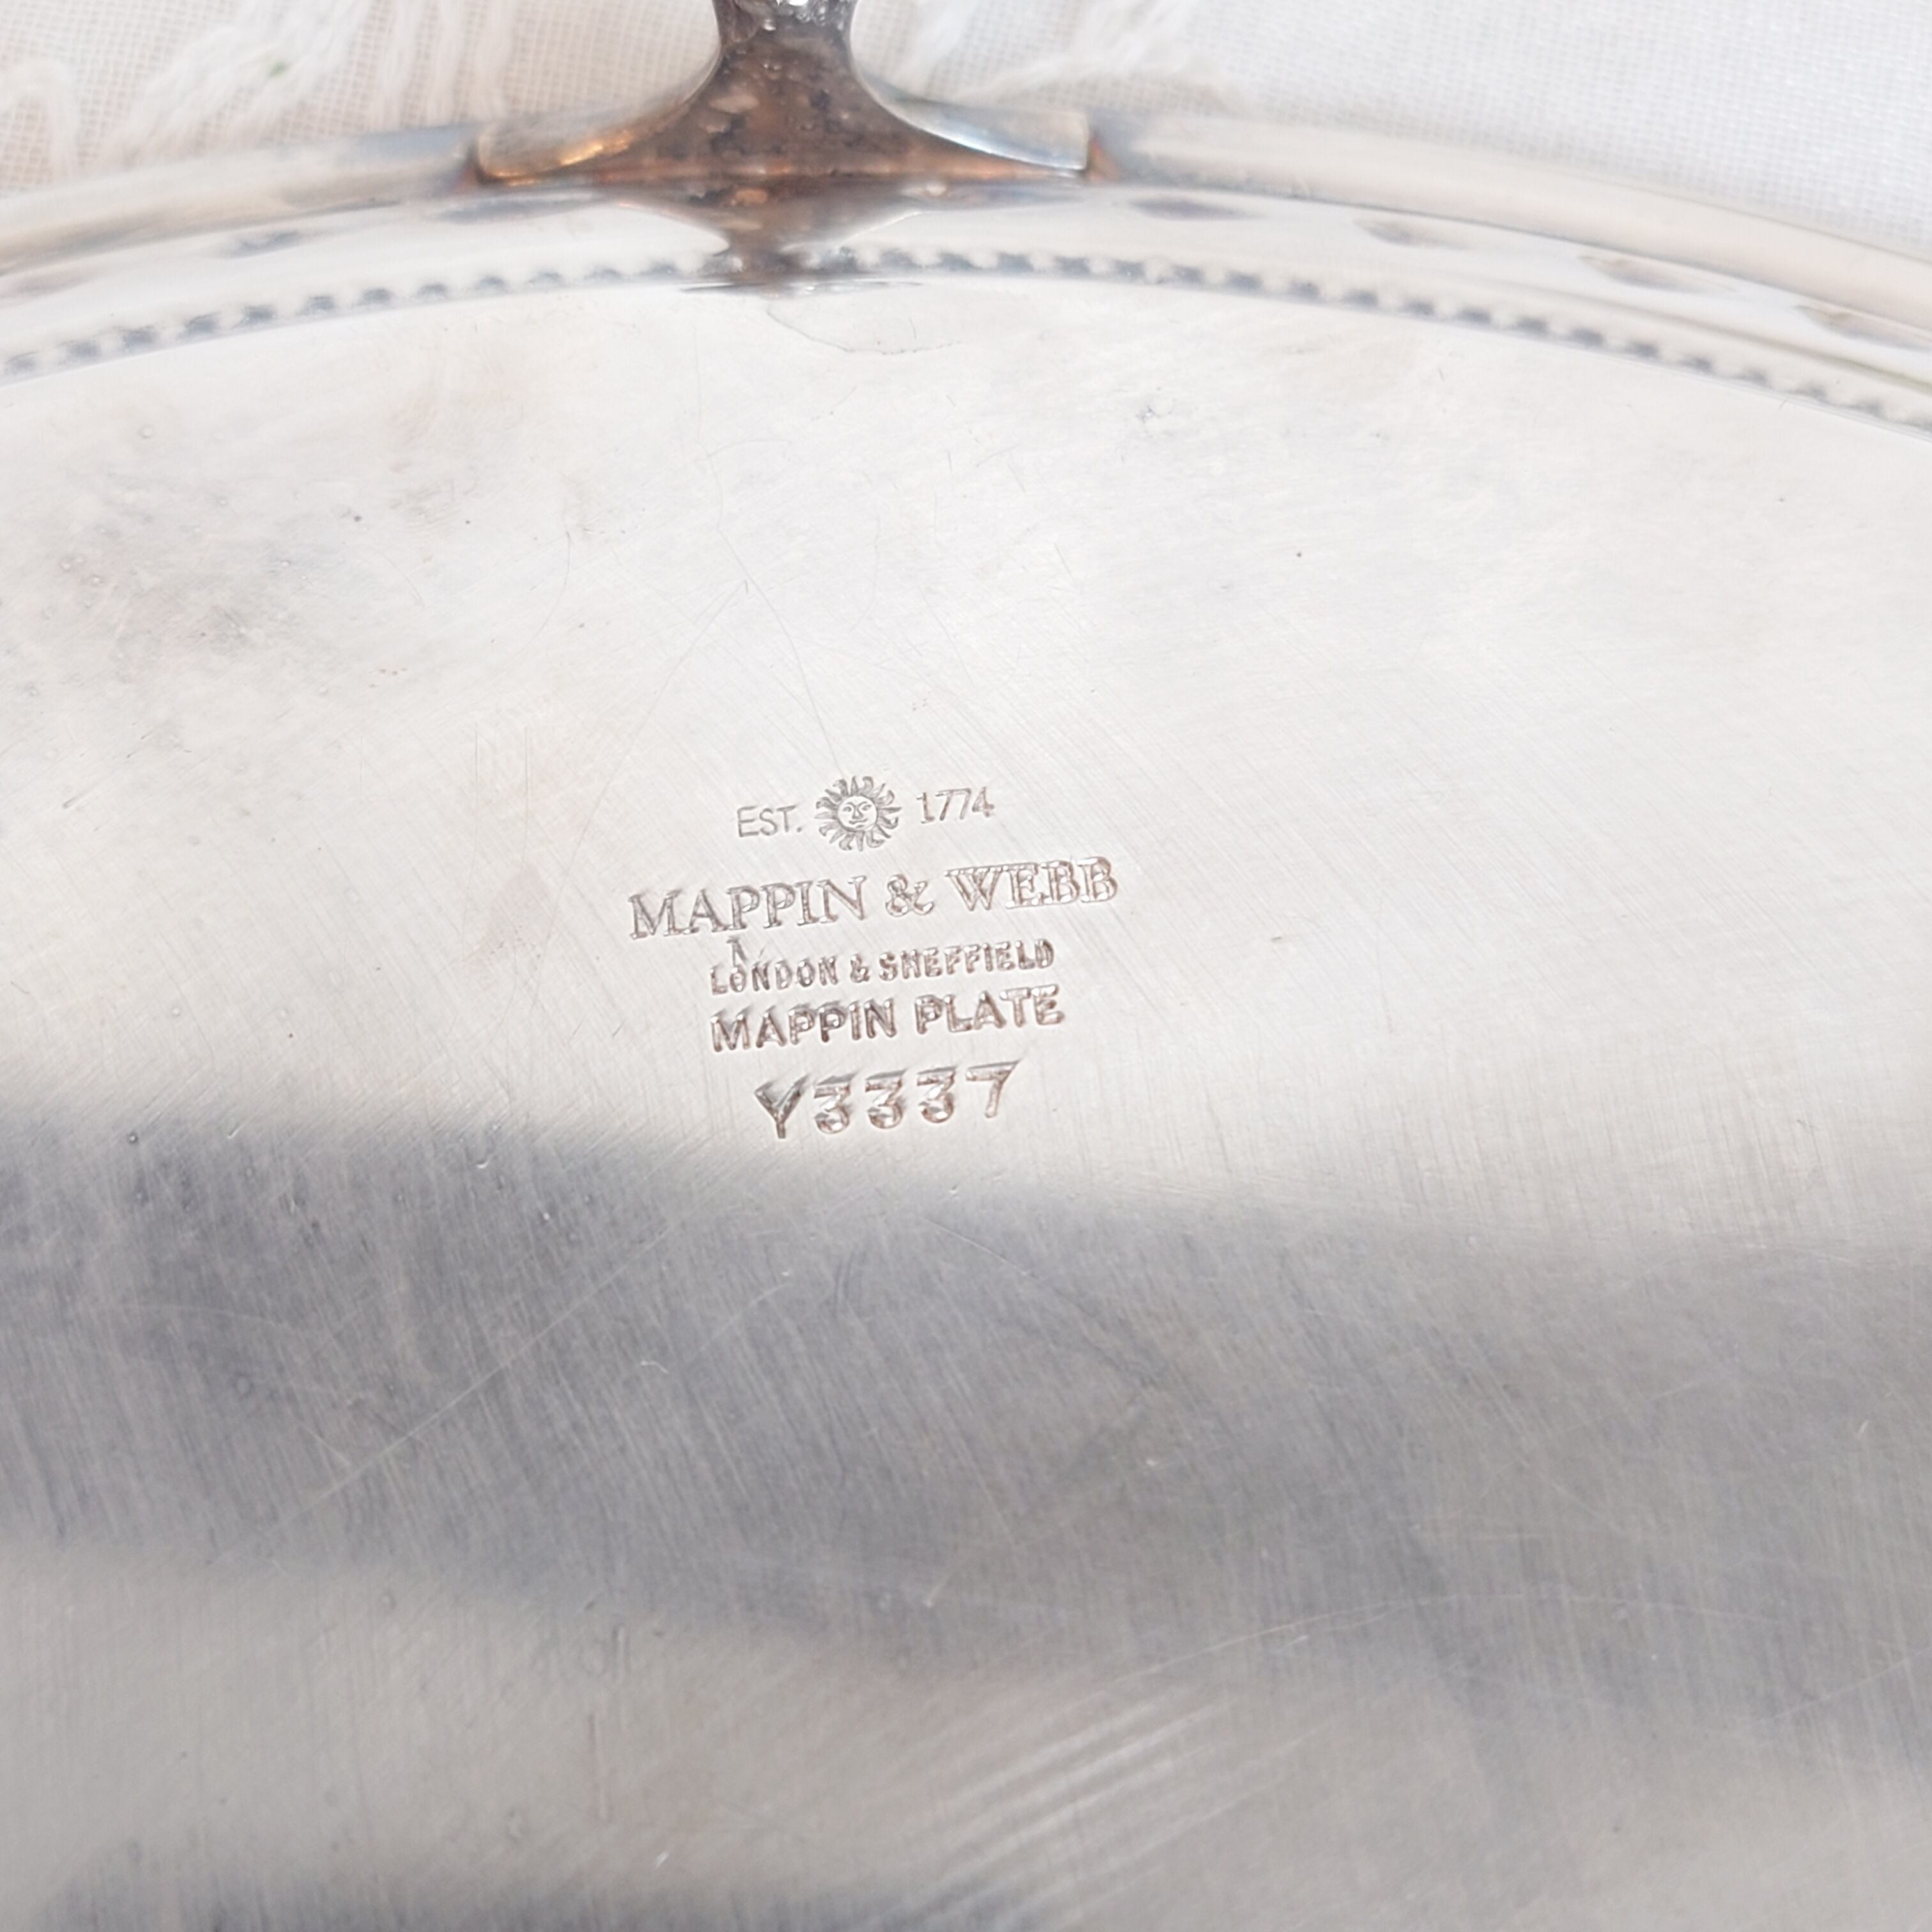 EST. 1774
MAPPIN & WEBB
LONDON & SHEFFIELD
MAPPIN PLATE
Y3337